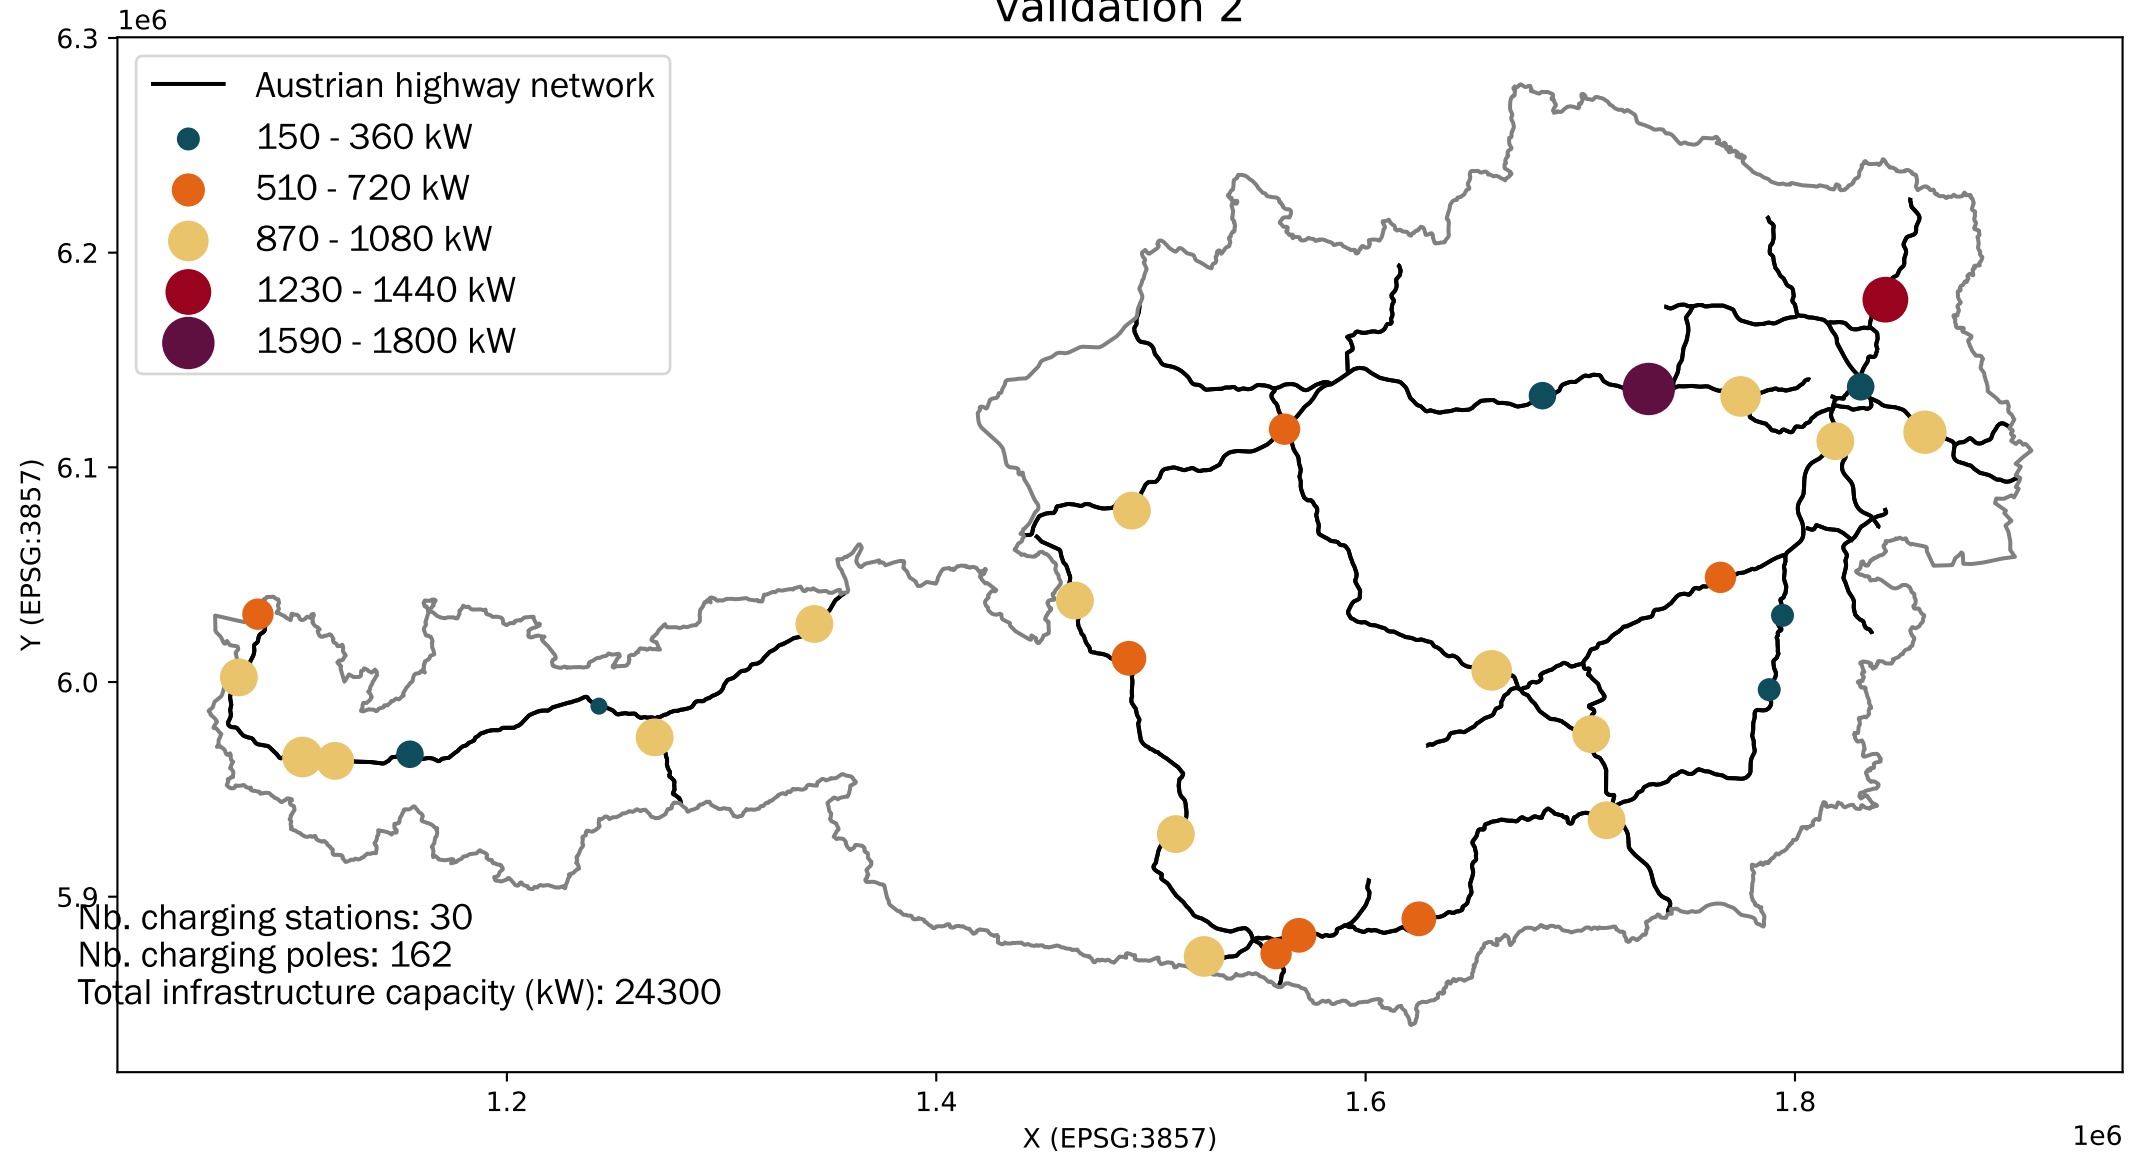 Validation 2
1e6
6.3
6.2
6.1
6.0
5.9
Y (EPSG:3857)
Austrian highway network
150 - 360 kW
510 - 720 kW
870 - 1080 kW
1230 - 1440 kW
1590 - 1800 kW
Nb. charging stations: 30
Nb. charging poles: 162
Total infrastructure capacity (kW): 24300
1.2
1.4
1.6
1.8
X (EPSG:3857)
1e6